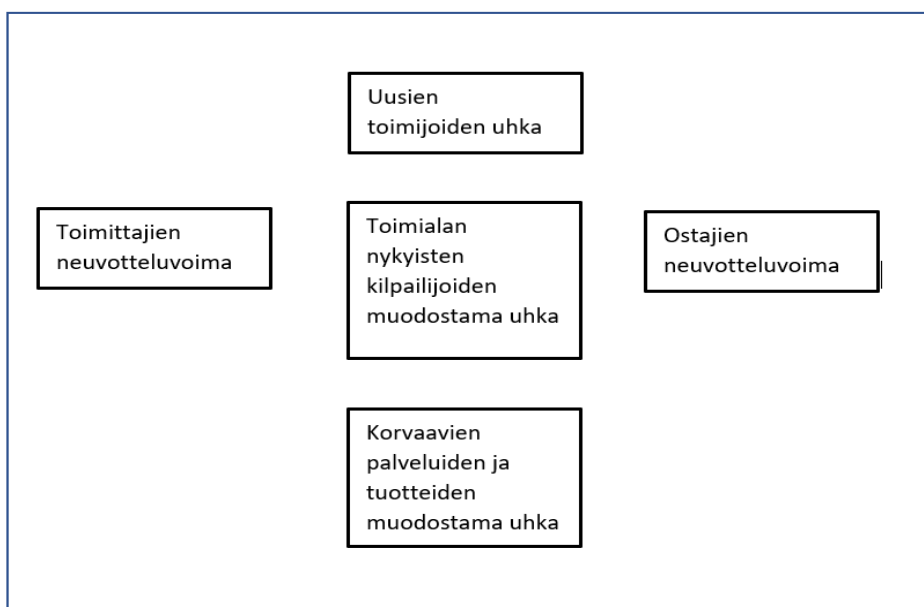 Uusien
toimijoiden uhka
Toimittajien
neuvotteluvoima
Toimialan
nykyisten
kilpailijoiden
muodostama uhka
Ostajien
neuvotteluvoima
Korvaavien
palveluiden ja
tuotteiden
muodostama uhka